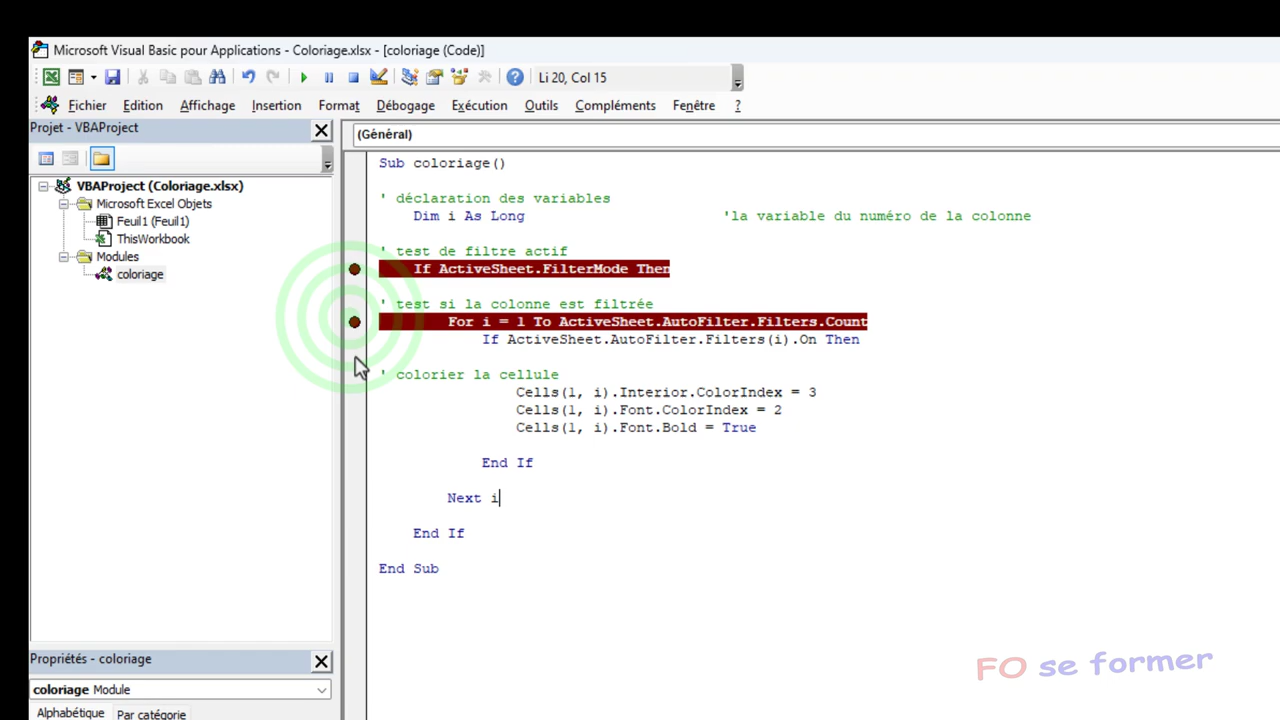 Microsoft Visual Basic pour Applications - Coloriage.xlsx - [coloriage (Code)]
Li 20, Col 15
Fichier Edition Affichage Insertion Format Débogage Exécution Outils Compléments Fenêtre ?
Projet - VBAProject
(Général)
VBAProject (Coloriage.xlsx)
Microsoft Excel Objets
Feuil1 (Feuil1)
ThisWorkbook
Modules
coloriage
Sub coloriage()
' déclaration des variables
Dim i As Long 'la variable du numéro de la colonne
' test de filtre actif
If ActiveSheet.FilterMode Then
' test si la colonne est filtrée
For i = 1 To ActiveSheet.AutoFilter.Filters.Count
If ActiveSheet.AutoFilter.Filters(i).On Then
' colorier la cellule
Cells(1, i).Interior.ColorIndex = 3
Cells(1, i).Font.ColorIndex = 2
Cells(1, i).Font.Bold = True
End If
Next i
End If
End Sub
Propriétés - coloriage
coloriage Module
Alphabétique Par catégorie
FO se former